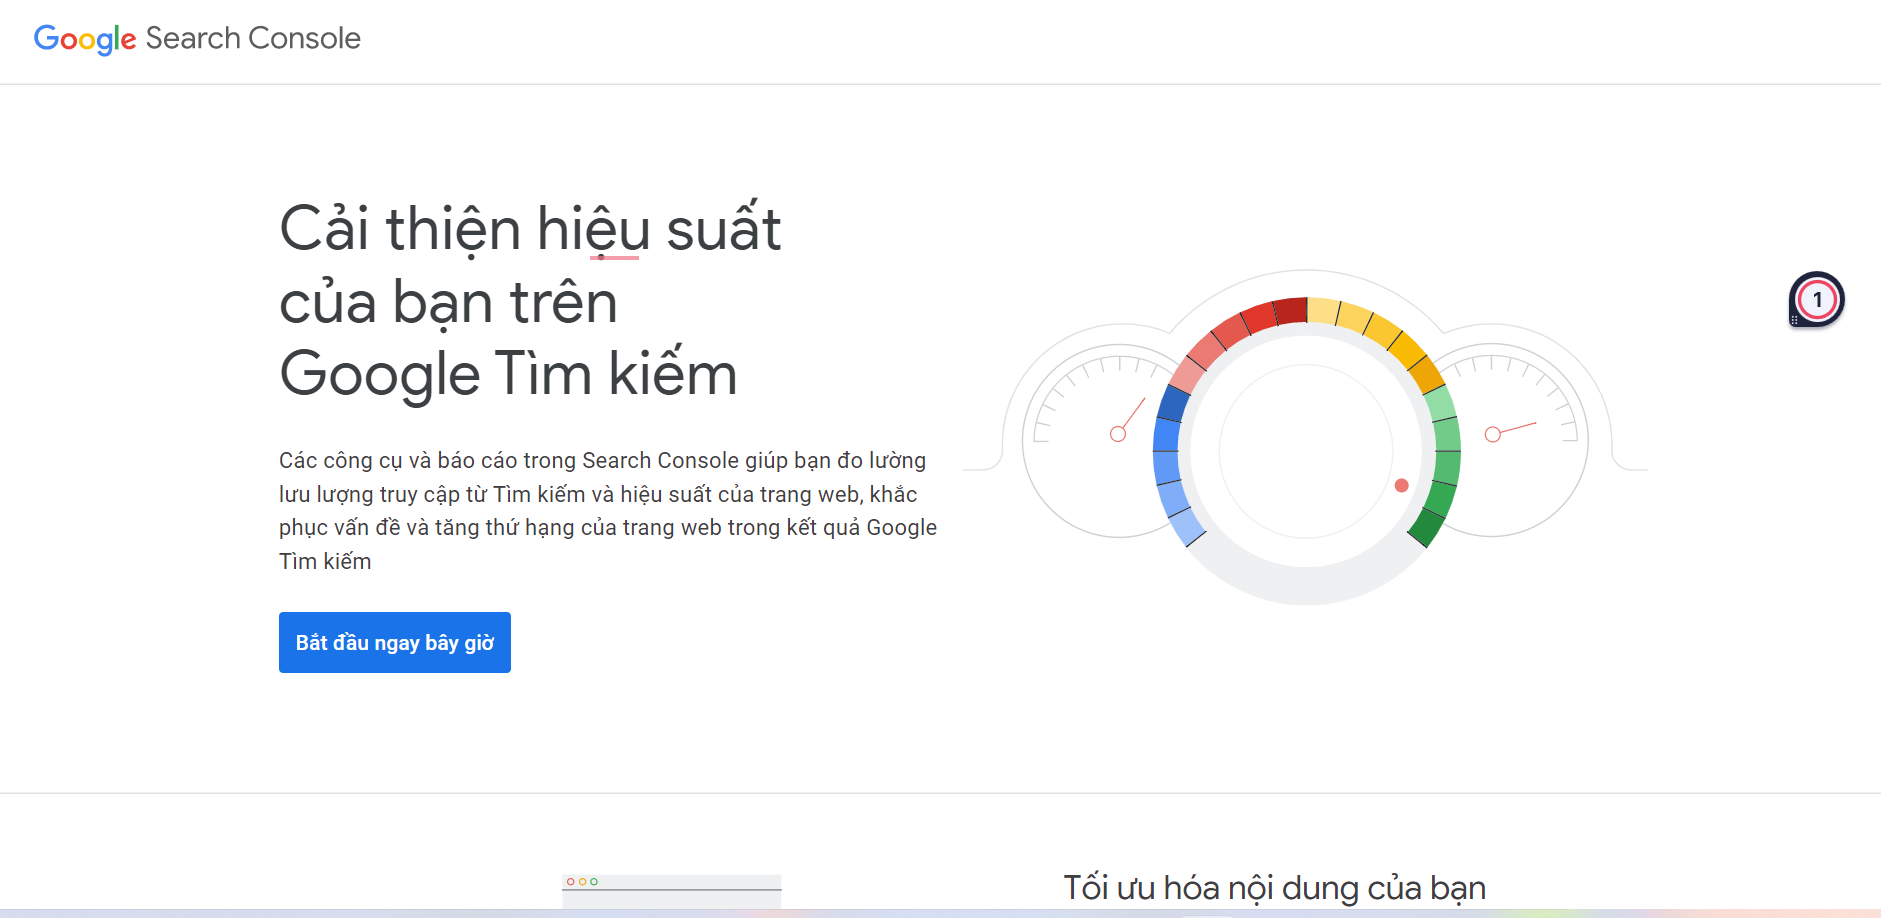 Google Search Console
Cải thiện hiệu suất
của bạn trên
Google Tìm kiếm
Các công cụ và báo cáo trong Search Console giúp bạn đo lường
lưu lượng truy cập từ Tìm kiếm và hiệu suất của trang web, khắc
phục vấn đề và tăng thứ hạng của trang web trong kết quả Google
Tìm kiếm
Bắt đầu ngay bây giờ
1
Tối ưu hóa nội dung của bạn